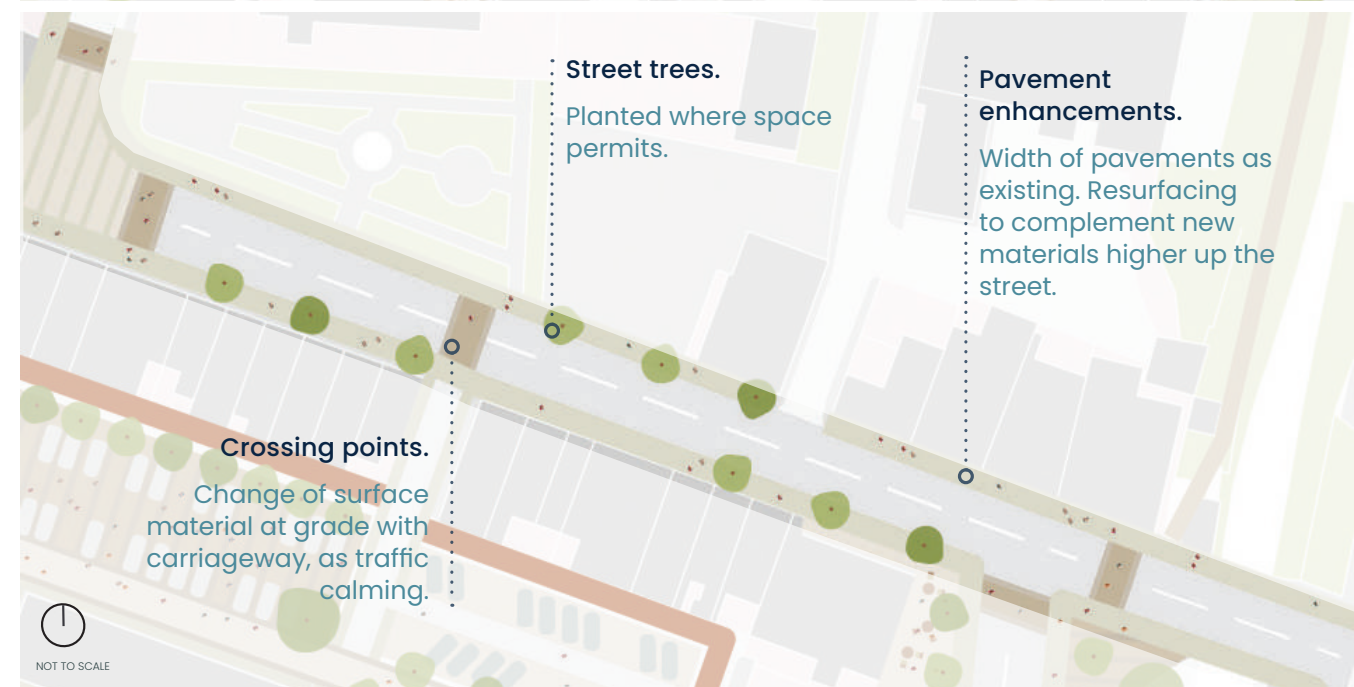 Street trees.
Planted where space
permits.
Pavement
enhancements.
Width of pavements as
existing. Resurfacing
to complement new
materials higher up the
street.
Crossing points.
Change of surface
material at grade with
carriageway, as traffic
calming.
NOT TO SCALE